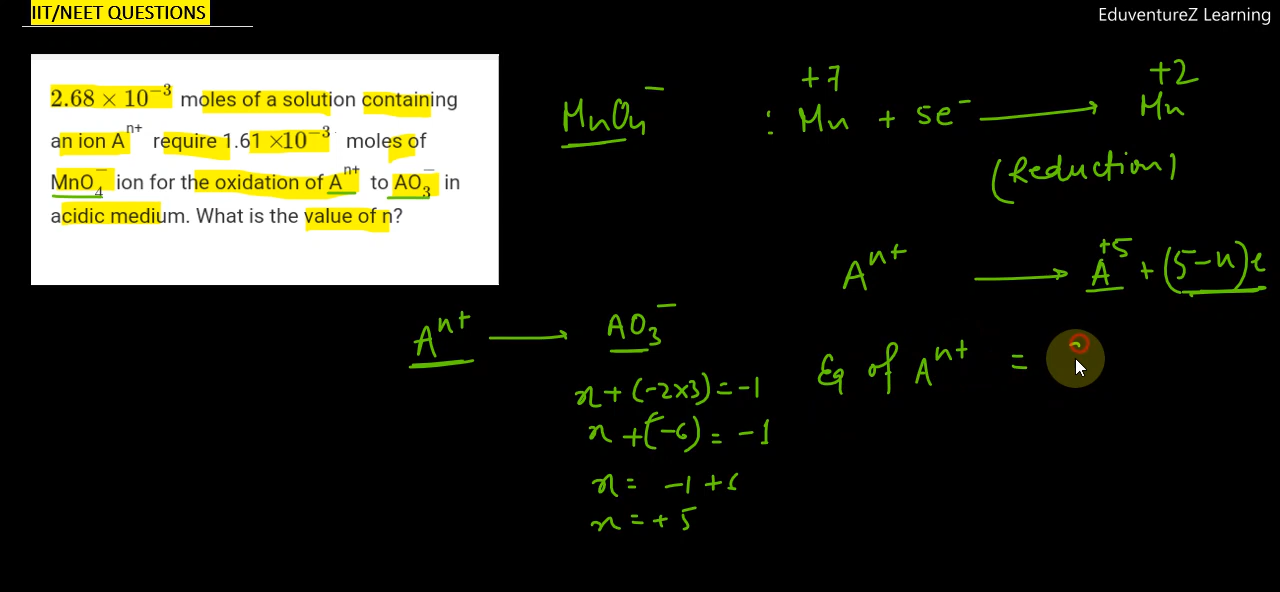 IIT/NEET QUESTIONS
EduventureZ Learning
2.68 × 10⁻³ moles of a solution containing
an ion Aⁿ⁺ require 1.61 ×10⁻³ moles of
MnO₄⁻ ion for the oxidation of Aⁿ⁺ to AO₃⁻ in
acidic medium. What is the value of n?
MnO₄⁻ : Mn⁺⁷ + 5e⁻ ⟶ Mn⁺²
(Reduction)
Aⁿ⁺ ⟶ A⁺⁵ + (5-n)e
Aⁿ⁺ ⟶ AO₃⁻
x + (-2×3) = -1
x + (-6) = -1
x = -1 + 6
x = + 5
Eq of Aⁿ⁺ =